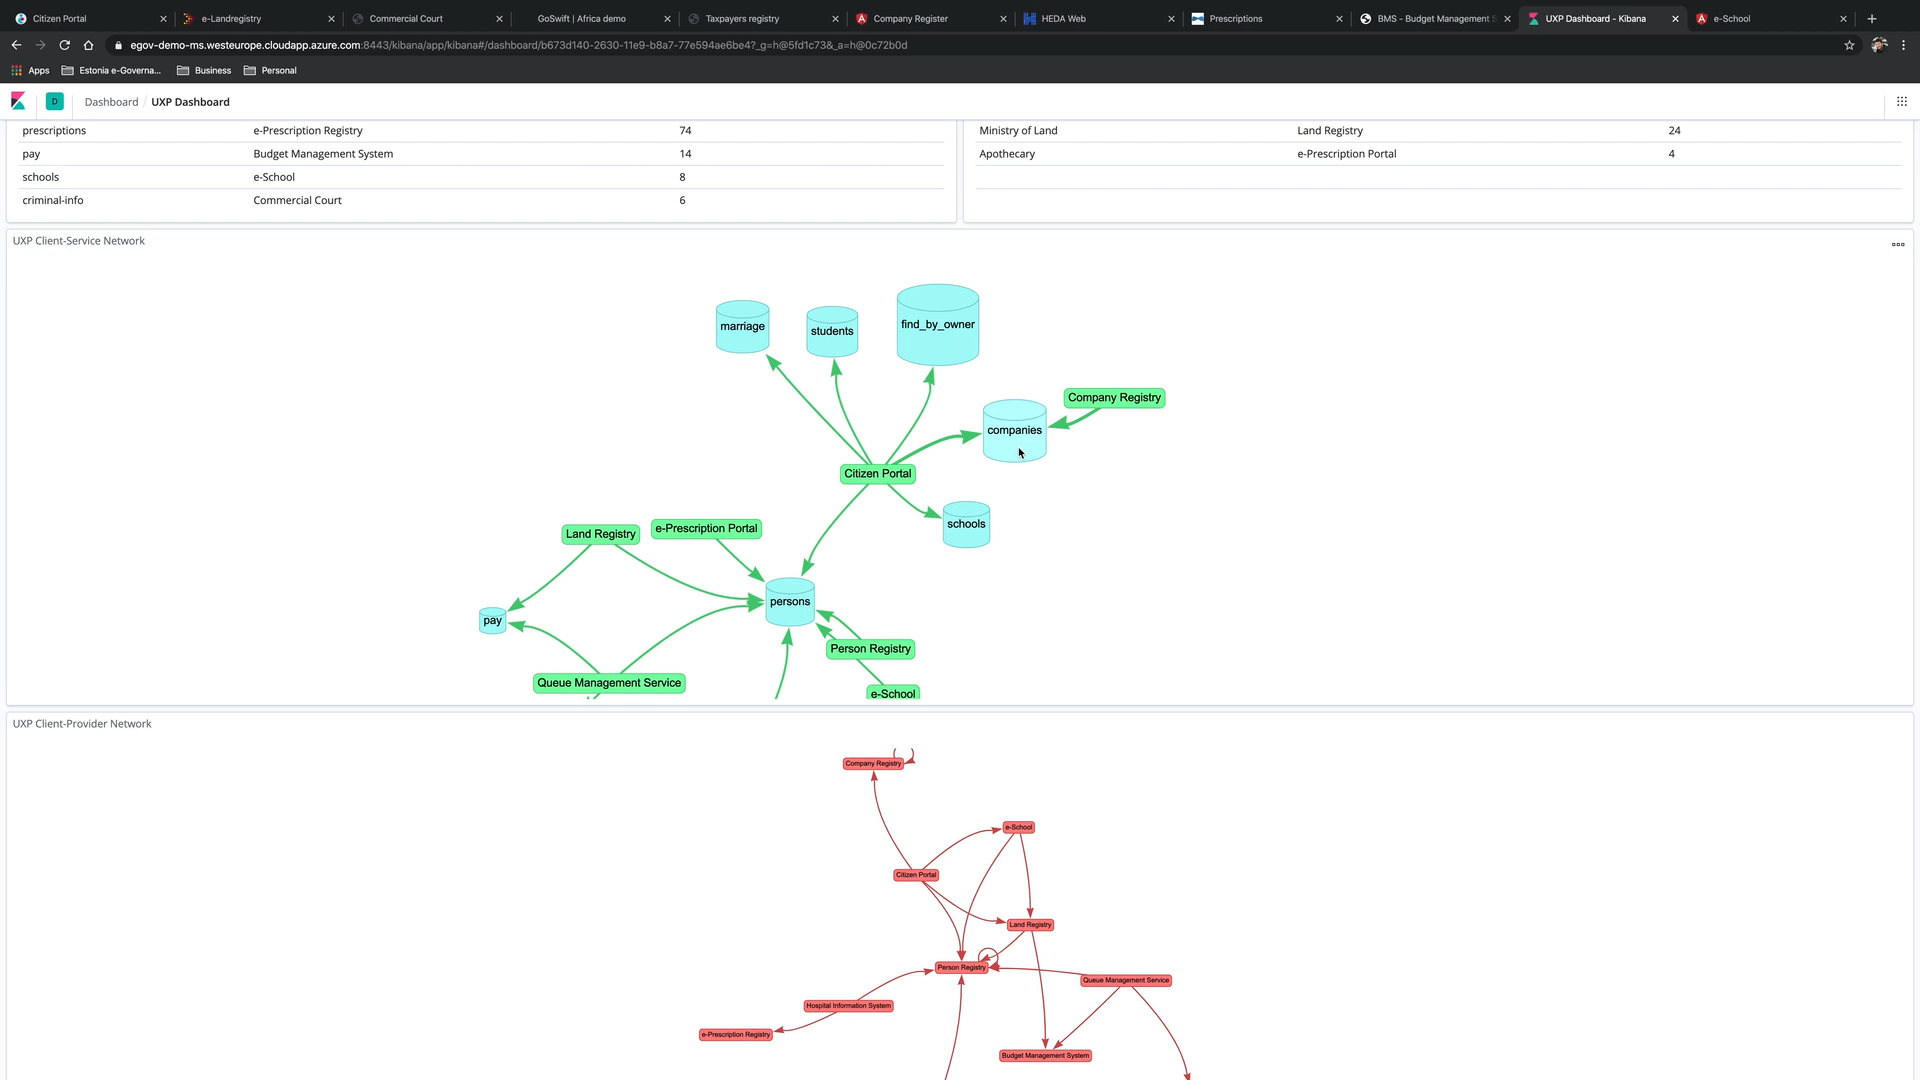 Citizen Portal
e-Landregistry
Commercial Court
GoSwift | Africa demo
Taxpayers registry
Company Register
HEDA Web
Prescriptions
BMS - Budget Management S
UXP Dashboard - Kibana
e-School
egov-demo-ms.westeurope.cloudapp.azure.com:8443/kibana/app/kibana#/dashboard/b673d140-2630-11e9-b8a7-77e594ae6be4?_g=h@5fd1c73&_a=h@0c72b0d
Apps
Estonia e-Governa...
Business
Personal
D
Dashboard / UXP Dashboard
prescriptions e-Prescription Registry 74
pay Budget Management System 14
schools e-School 8
criminal-info Commercial Court 6
Ministry of Land Land Registry 24
Apothecary e-Prescription Portal 4
UXP Client-Service Network
marriage
students
find_by_owner
Company Registry
companies
Citizen Portal
schools
Land Registry
e-Prescription Portal
persons
pay
Person Registry
Queue Management Service
e-School
UXP Client-Provider Network
Company Registry
e-School
Citizen Portal
Land Registry
Person Registry
Queue Management Service
Hospital Information System
e-Prescription Registry
Budget Management System